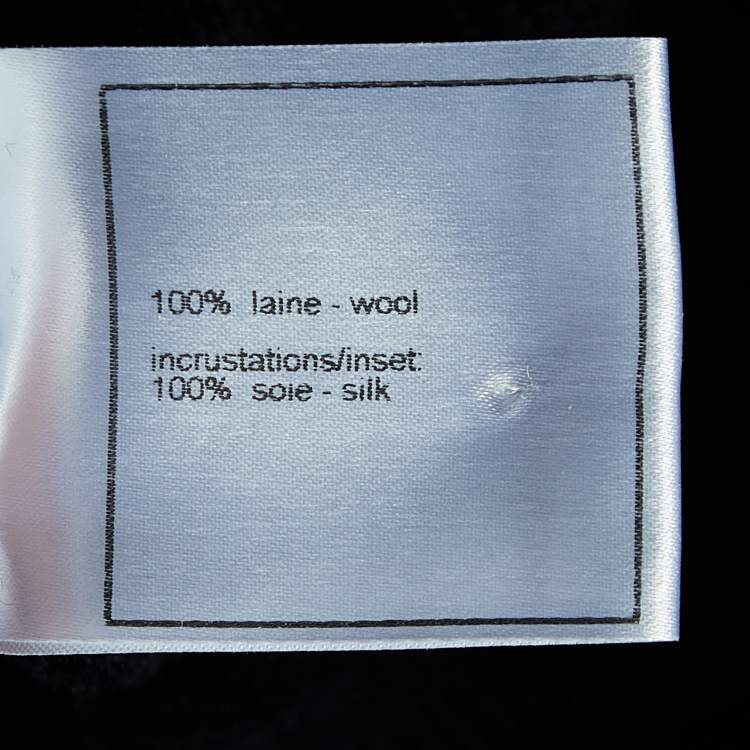 100% laine - wool
incrustations/inset:
100% soie - silk